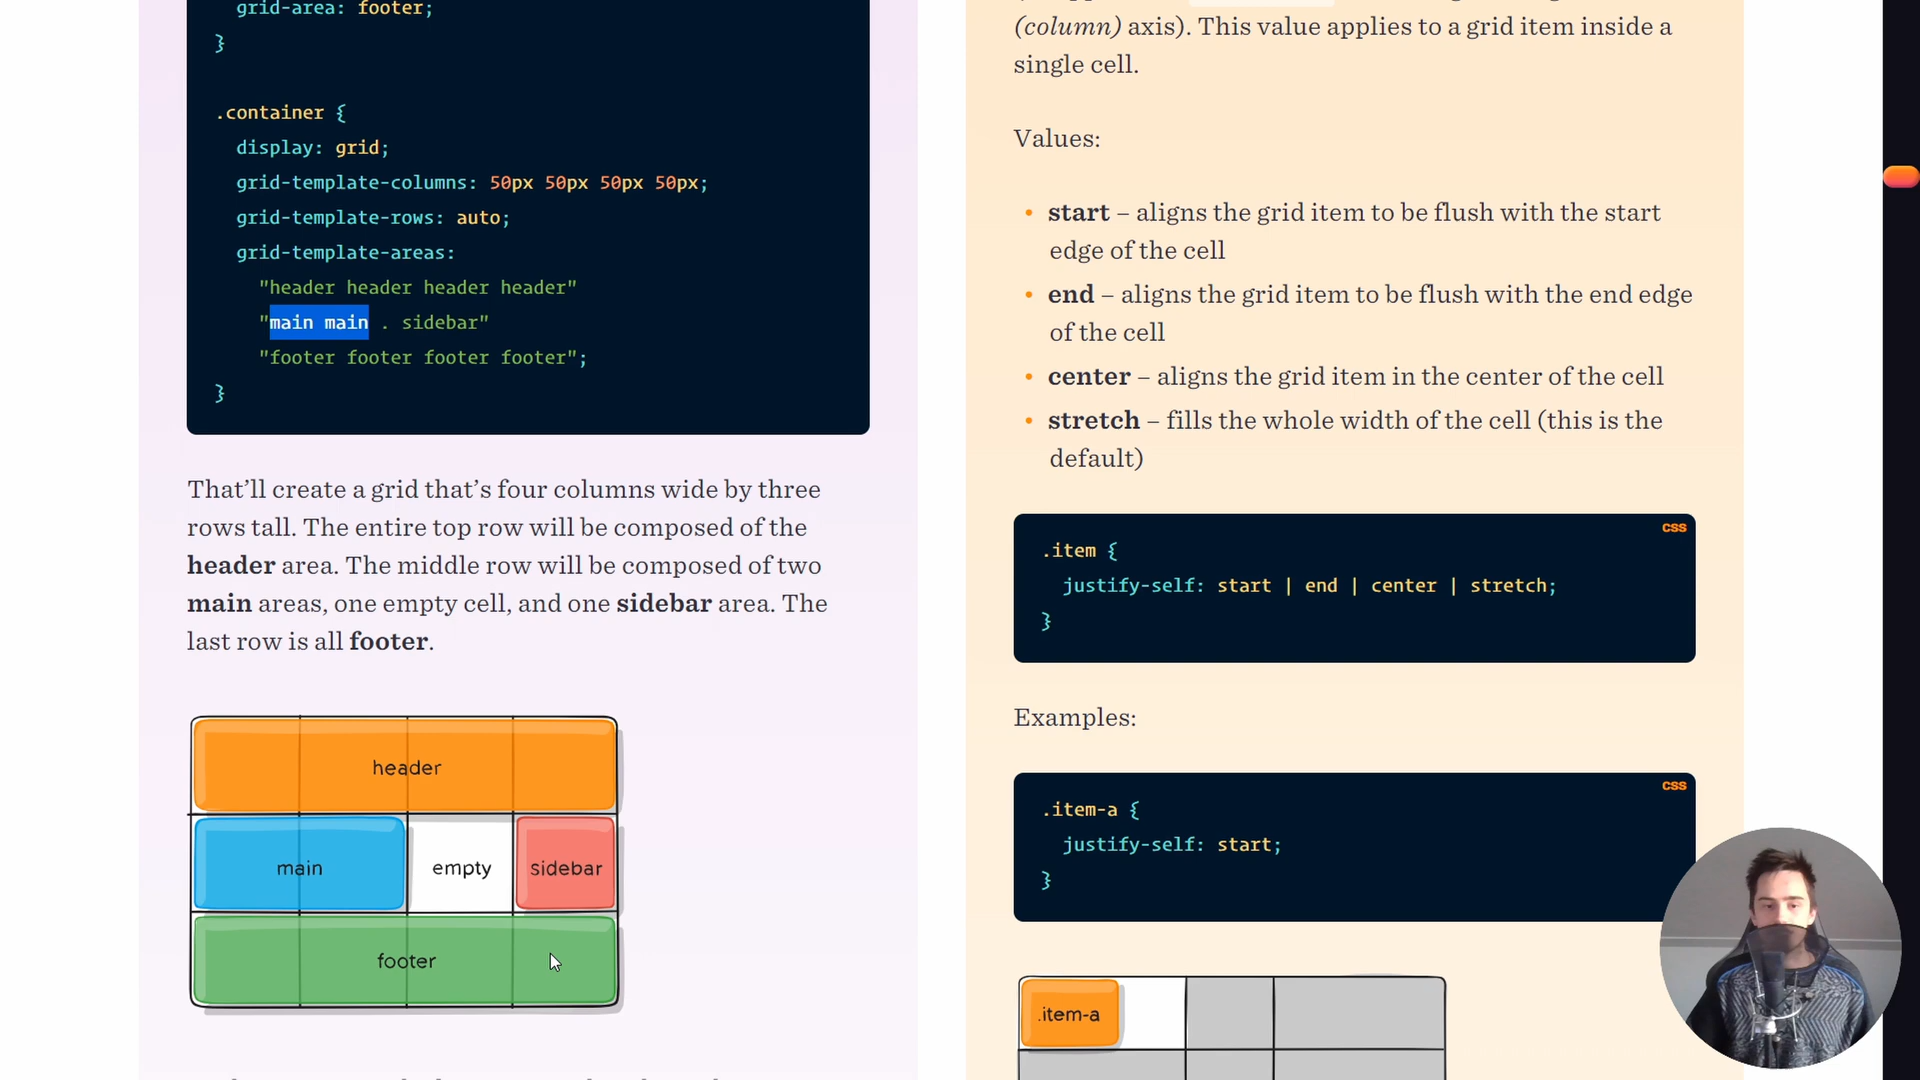 grid-area: footer;
}
.container {
display: grid;
grid-template-columns: 50px 50px 50px 50px;
grid-template-rows: auto;
grid-template-areas:
"header header header header"
"main main . sidebar"
"footer footer footer footer";
}
That’ll create a grid that’s four columns wide by three
rows tall. The entire top row will be composed of the
header area. The middle row will be composed of two
main areas, one empty cell, and one sidebar area. The
last row is all footer.
header
main
empty
sidebar
footer
(column) axis). This value applies to a grid item inside a
single cell.
Values:
• start – aligns the grid item to be flush with the start
edge of the cell
• end – aligns the grid item to be flush with the end edge
of the cell
• center – aligns the grid item in the center of the cell
• stretch – fills the whole width of the cell (this is the
default)
CSS
.item {
justify-self: start | end | center | stretch;
}
Examples:
CSS
.item-a {
justify-self: start;
}
.item-a